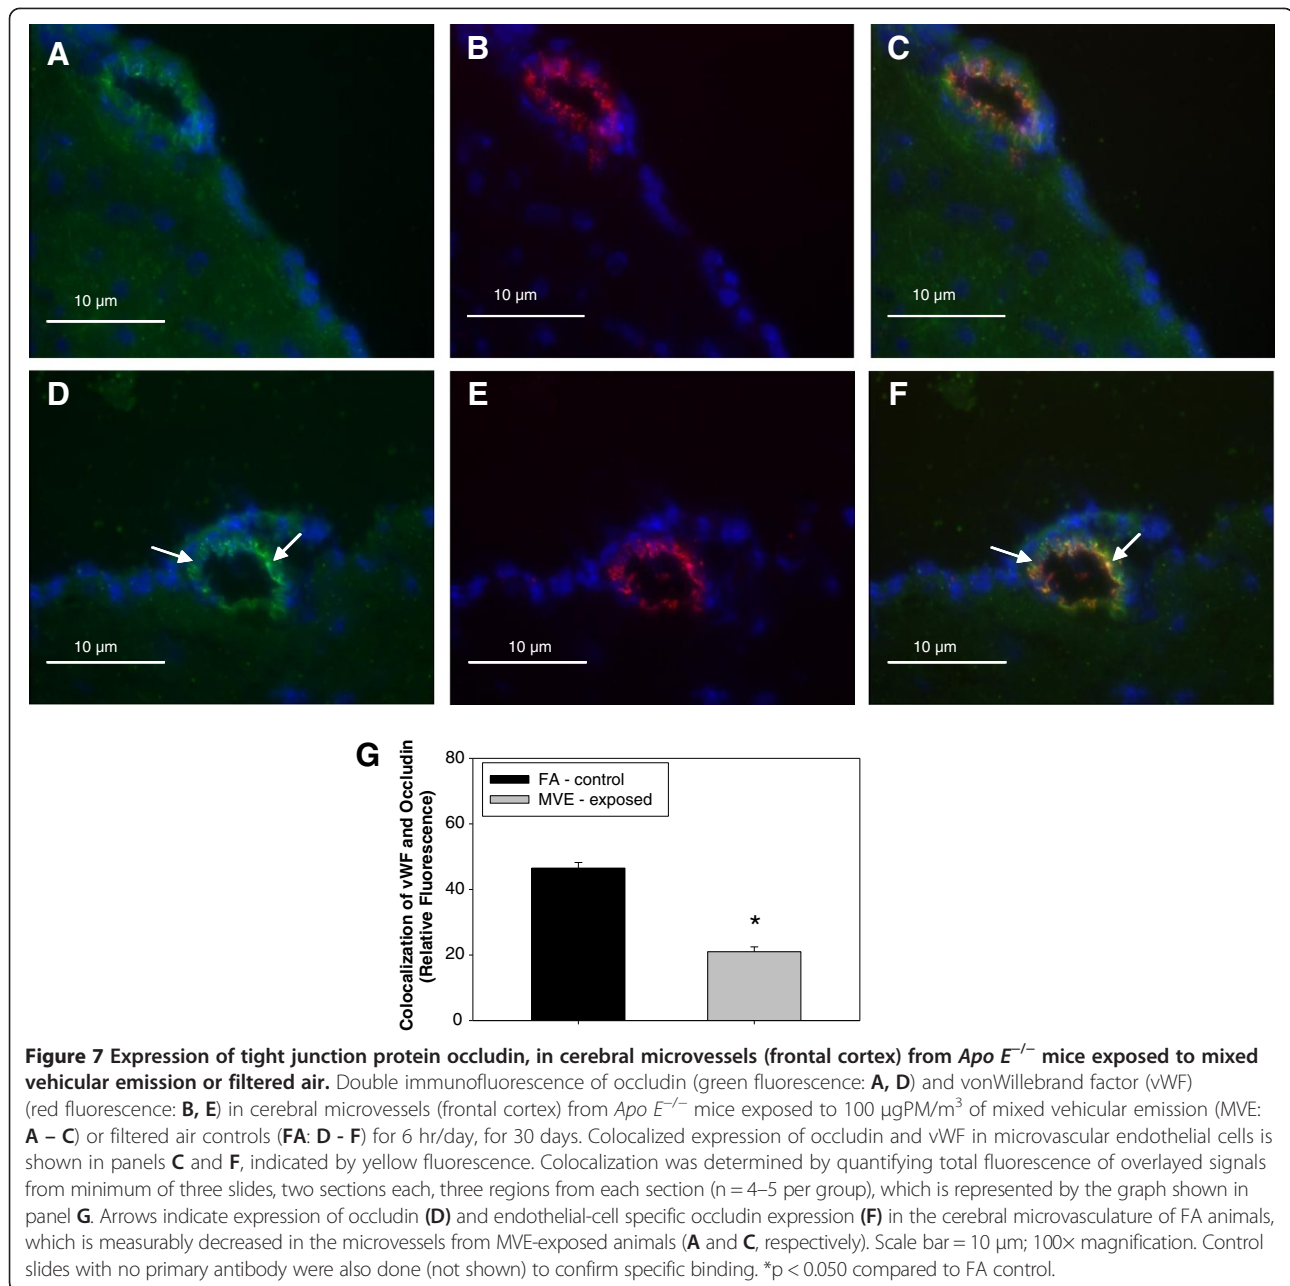 A
B
C
10 µm
10 µm
10 µm
D
E
F
10 µm
10 µm
10 µm
G
Colocalization of vWF and Occludin
(Relative Fluorescence)
80
60
40
20
0
FA - control
MVE - exposed
*
Figure 7 Expression of tight junction protein occludin, in cerebral microvessels (frontal cortex) from Apo E⁻/⁻ mice exposed to mixed
vehicular emission or filtered air. Double immunofluorescence of occludin (green fluorescence: A, D) and vonWillebrand factor (vWF)
(red fluorescence: B, E) in cerebral microvessels (frontal cortex) from Apo E⁻/⁻ mice exposed to 100 µgPM/m³ of mixed vehicular emission (MVE:
A – C) or filtered air controls (FA: D - F) for 6 hr/day, for 30 days. Colocalized expression of occludin and vWF in microvascular endothelial cells is
shown in panels C and F, indicated by yellow fluorescence. Colocalization was determined by quantifying total fluorescence of overlayed signals
from minimum of three slides, two sections each, three regions from each section (n = 4–5 per group), which is represented by the graph shown in
panel G. Arrows indicate expression of occludin (D) and endothelial-cell specific occludin expression (F) in the cerebral microvasculature of FA animals,
which is measurably decreased in the microvessels from MVE-exposed animals (A and C, respectively). Scale bar = 10 µm; 100× magnification. Control
slides with no primary antibody were also done (not shown) to confirm specific binding. *p < 0.050 compared to FA control.